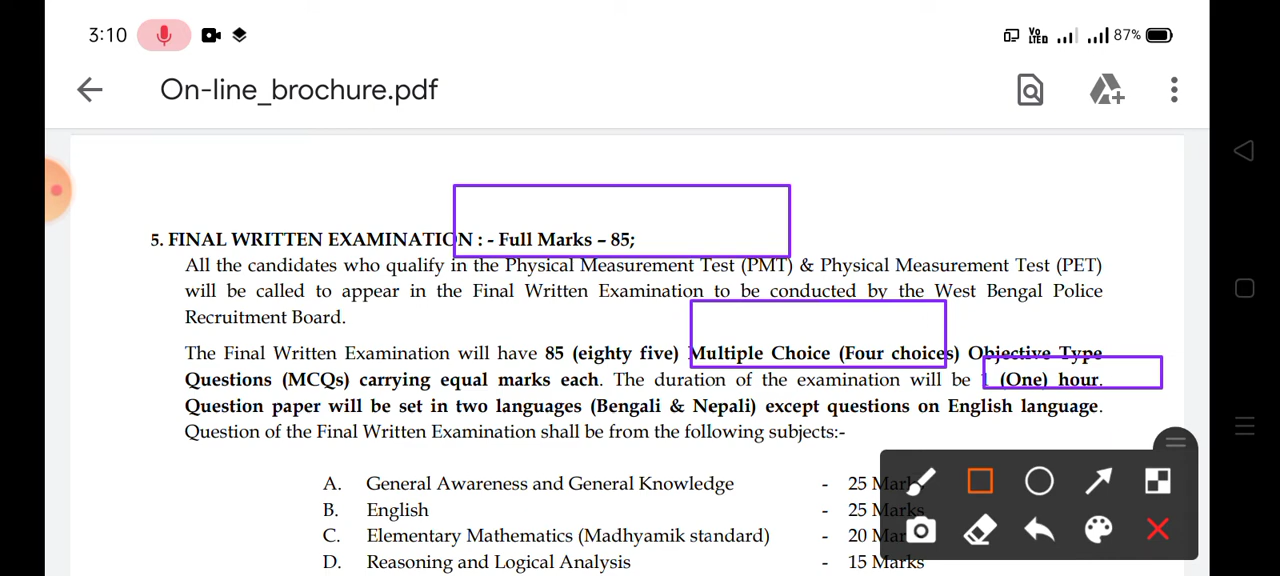 3:10
Vo LTED
87%
On-line_brochure.pdf
5. FINAL WRITTEN EXAMINATION : - Full Marks – 85;
All the candidates who qualify in the Physical Measurement Test (PMT) & Physical Measurement Test (PET)
will be called to appear in the Final Written Examination to be conducted by the West Bengal Police
Recruitment Board.
The Final Written Examination will have 85 (eighty five) Multiple Choice (Four choices) Objective Type
Questions (MCQs) carrying equal marks each. The duration of the examination will be 1 (One) hour.
Question paper will be set in two languages (Bengali & Nepali) except questions on English language.
Question of the Final Written Examination shall be from the following subjects:-
A. General Awareness and General Knowledge - 25 Marks
B. English - 25 Marks
C. Elementary Mathematics (Madhyamik standard) - 20 Marks
D. Reasoning and Logical Analysis - 15 Marks